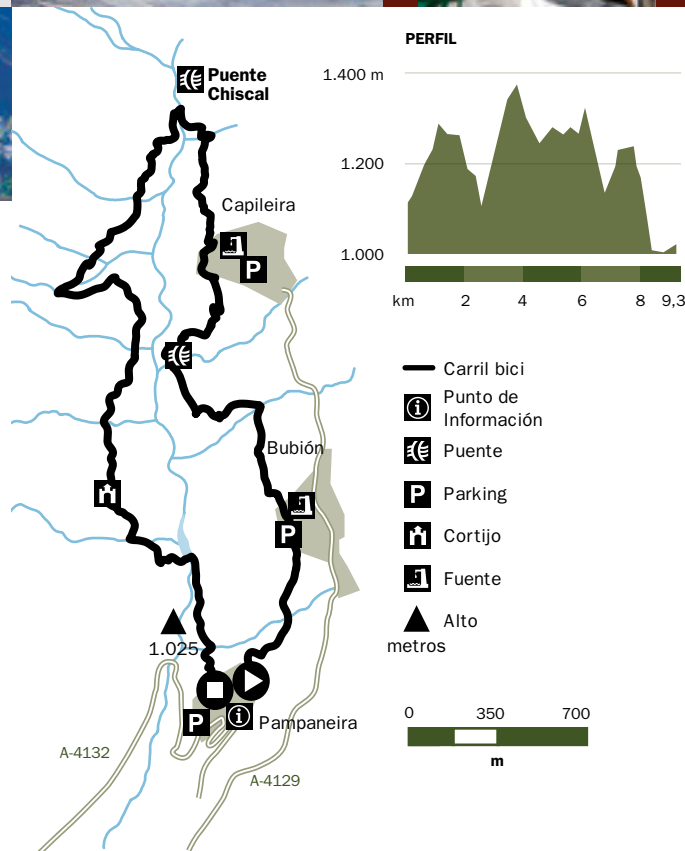 PERFIL
1.400 m
1.200
1.000
km
2
4
6
8
9,3
Puente
Chiscal
Capileira
Bubión
1.025
Pampaneira
A-4132
A-4129
Carril bici
i
Punto de
Información
Puente
P
Parking
Cortijo
Fuente
Alto
metros
0
350
700
m
P
P
P
i